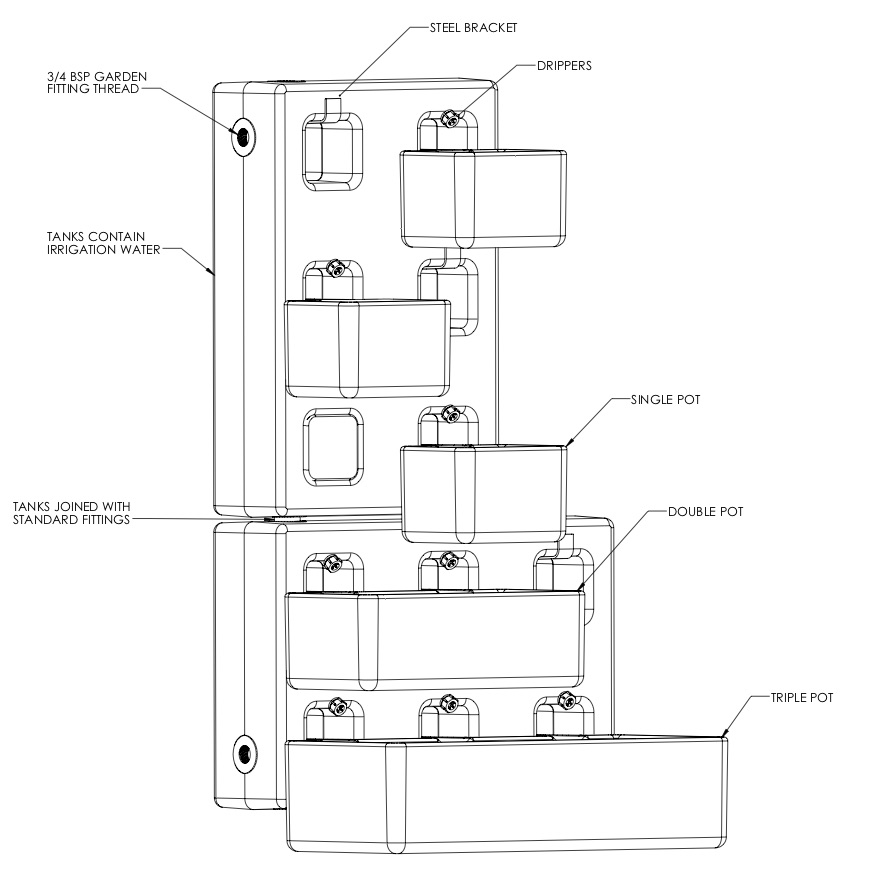 STEEL BRACKET
DRIPPERS
3/4 BSP GARDEN
FITTING THREAD
TANKS CONTAIN
IRRIGATION WATER
SINGLE POT
TANKS JOINED WITH
STANDARD FITTINGS
DOUBLE POT
TRIPLE POT